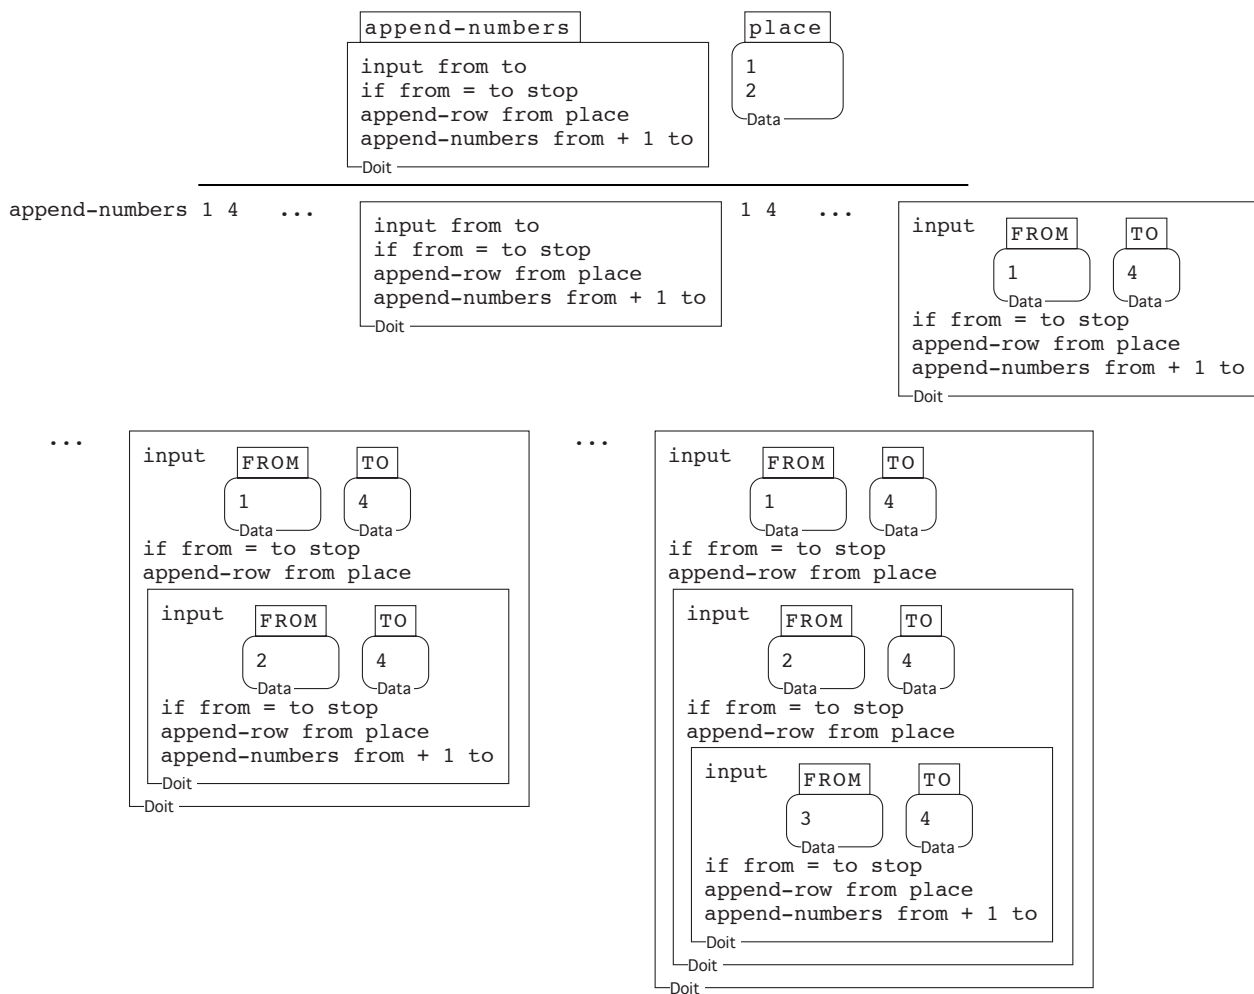 append-numbers
input from to
if from = to stop
append-row from place
append-numbers from + 1 to
Doit
place
1
2
Data
append-numbers 1 4 ...
input from to
if from = to stop
append-row from place
append-numbers from + 1 to
Doit
1 4 ...
input FROM TO
1 4
Data Data
if from = to stop
append-row from place
append-numbers from + 1 to
Doit
...
input FROM TO
1 4
Data Data
if from = to stop
append-row from place
input FROM TO
2 4
Data Data
if from = to stop
append-row from place
append-numbers from + 1 to
Doit
Doit
...
input FROM TO
1 4
Data Data
if from = to stop
append-row from place
input FROM TO
2 4
Data Data
if from = to stop
append-row from place
input FROM TO
3 4
Data Data
if from = to stop
append-row from place
append-numbers from + 1 to
Doit
Doit
Doit